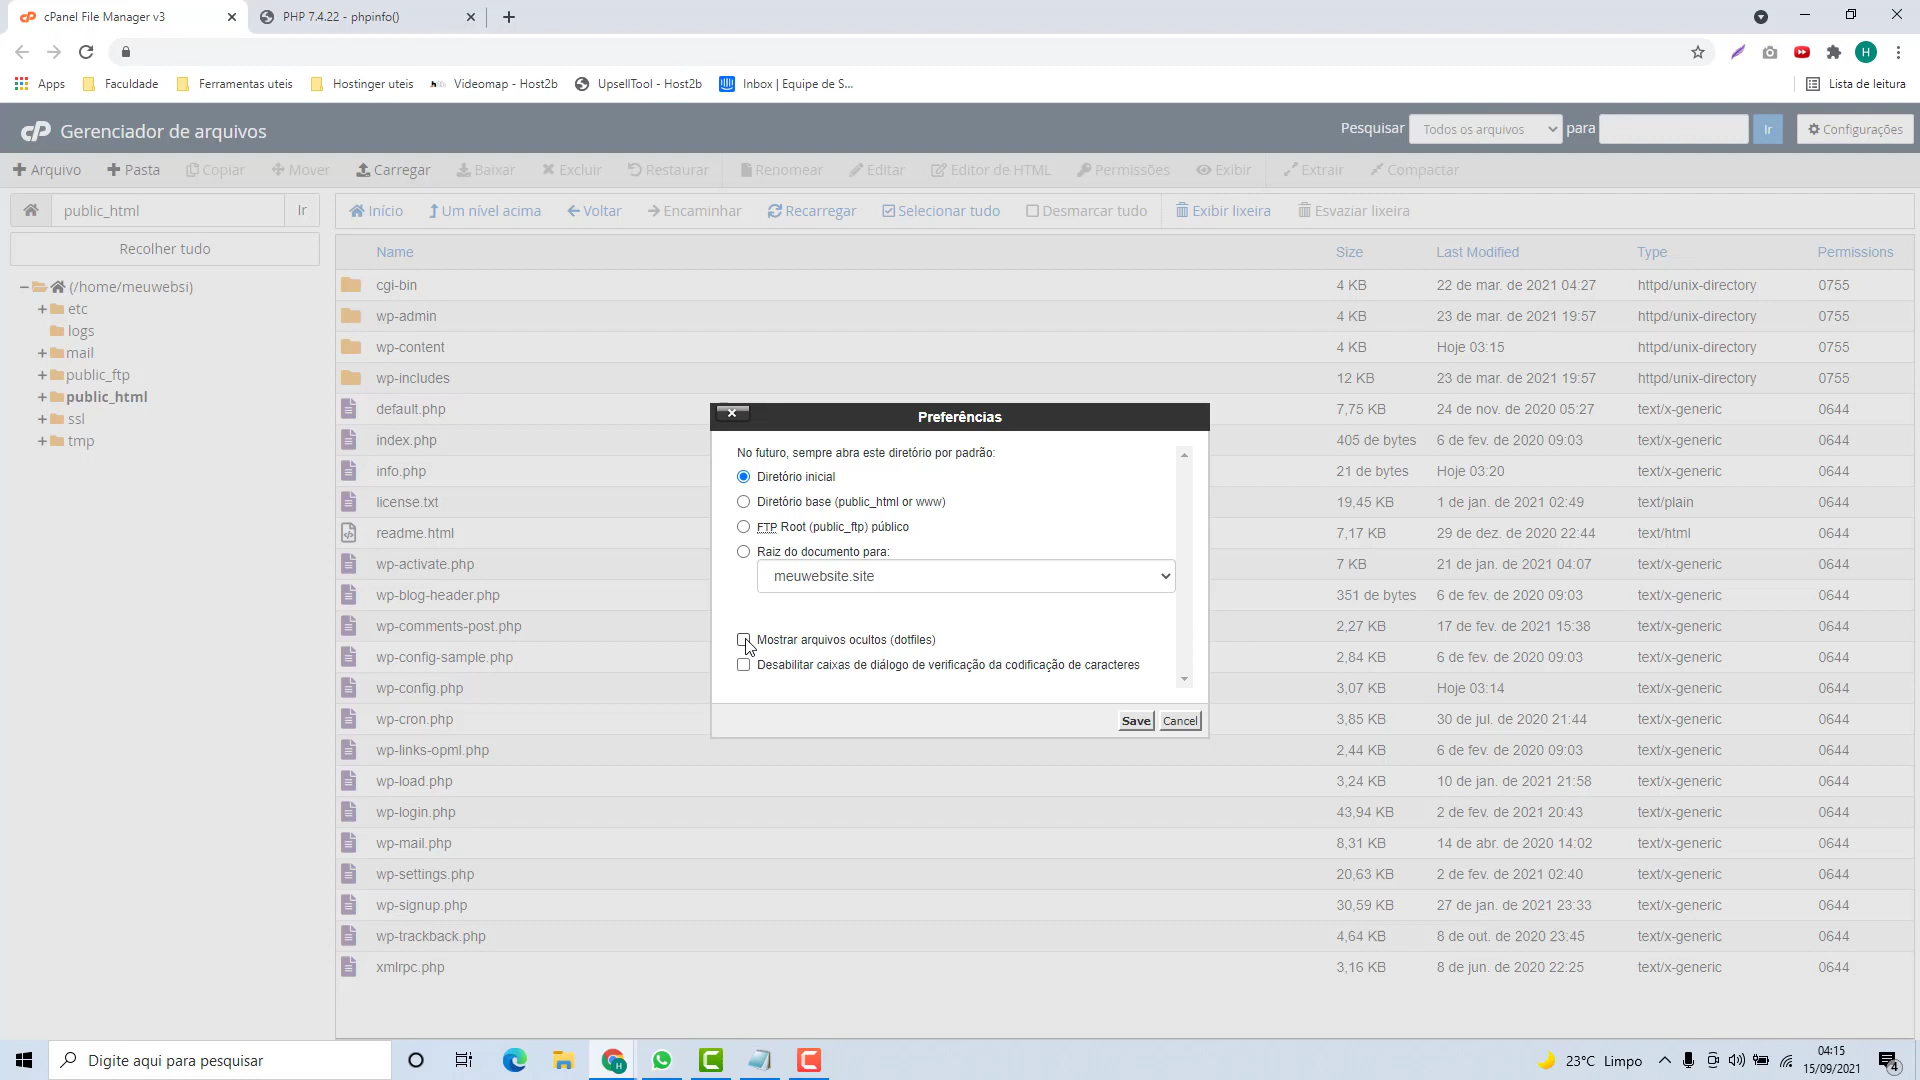 cPanel File Manager v3
PHP 7.4.22 - phpinfo()
H
Apps Faculdade Ferramentas uteis Hostinger uteis Videomap - Host2b UpsellTool - Host2b Inbox | Equipe de S... Lista de leitura
cP Gerenciador de arquivos Pesquisar Todos os arquivos para Ir Configurações
Arquivo Pasta Copiar Mover Carregar Baixar Excluir Restaurar Renomear Editar Editor de HTML Permissões Exibir Extrair Compactar
public_html Ir Início Um nível acima Voltar Encaminhar Recarregar Selecionar tudo Desmarcar tudo Exibir lixeira Esvaziar lixeira
Recolher tudo
(/home/meuwebsi)
etc
logs
mail
public_ftp
public_html
ssl
tmp
Name Size Last Modified Type Permissions
cgi-bin 4 KB 22 de mar. de 2021 04:27 httpd/unix-directory 0755
wp-admin 4 KB 23 de mar. de 2021 19:57 httpd/unix-directory 0755
wp-content 4 KB Hoje 03:15 httpd/unix-directory 0755
wp-includes 12 KB 23 de mar. de 2021 19:57 httpd/unix-directory 0755
default.php 7,75 KB 24 de nov. de 2020 05:27 text/x-generic 0644
index.php 405 de bytes 6 de fev. de 2020 09:03 text/x-generic 0644
info.php 21 de bytes Hoje 03:20 text/x-generic 0644
license.txt 19,45 KB 1 de jan. de 2021 02:49 text/plain 0644
readme.html 7,17 KB 29 de dez. de 2020 22:44 text/html 0644
wp-activate.php 7 KB 21 de jan. de 2021 04:07 text/x-generic 0644
wp-blog-header.php 351 de bytes 6 de fev. de 2020 09:03 text/x-generic 0644
wp-comments-post.php 2,27 KB 17 de fev. de 2021 15:38 text/x-generic 0644
wp-config-sample.php 2,84 KB 6 de fev. de 2020 09:03 text/x-generic 0644
wp-config.php 3,07 KB Hoje 03:14 text/x-generic 0644
wp-cron.php 3,85 KB 30 de jul. de 2020 21:44 text/x-generic 0644
wp-links-opml.php 2,44 KB 6 de fev. de 2020 09:03 text/x-generic 0644
wp-load.php 3,24 KB 10 de jan. de 2021 21:58 text/x-generic 0644
wp-login.php 43,94 KB 2 de fev. de 2021 20:43 text/x-generic 0644
wp-mail.php 8,31 KB 14 de abr. de 2020 14:02 text/x-generic 0644
wp-settings.php 20,63 KB 2 de fev. de 2021 02:40 text/x-generic 0644
wp-signup.php 30,59 KB 27 de jan. de 2021 23:33 text/x-generic 0644
wp-trackback.php 4,64 KB 8 de out. de 2020 23:45 text/x-generic 0644
xmlrpc.php 3,16 KB 8 de jun. de 2020 22:25 text/x-generic 0644
Preferências
No futuro, sempre abra este diretório por padrão:
Diretório inicial
Diretório base (public_html or www)
FTP Root (public_ftp) público
Raiz do documento para:
meuwebsite.site
Mostrar arquivos ocultos (dotfiles)
Desabilitar caixas de diálogo de verificação da codificação de caracteres
Save Cancel
Digite aqui para pesquisar
23°C Limpo
04:15
15/09/2021
4